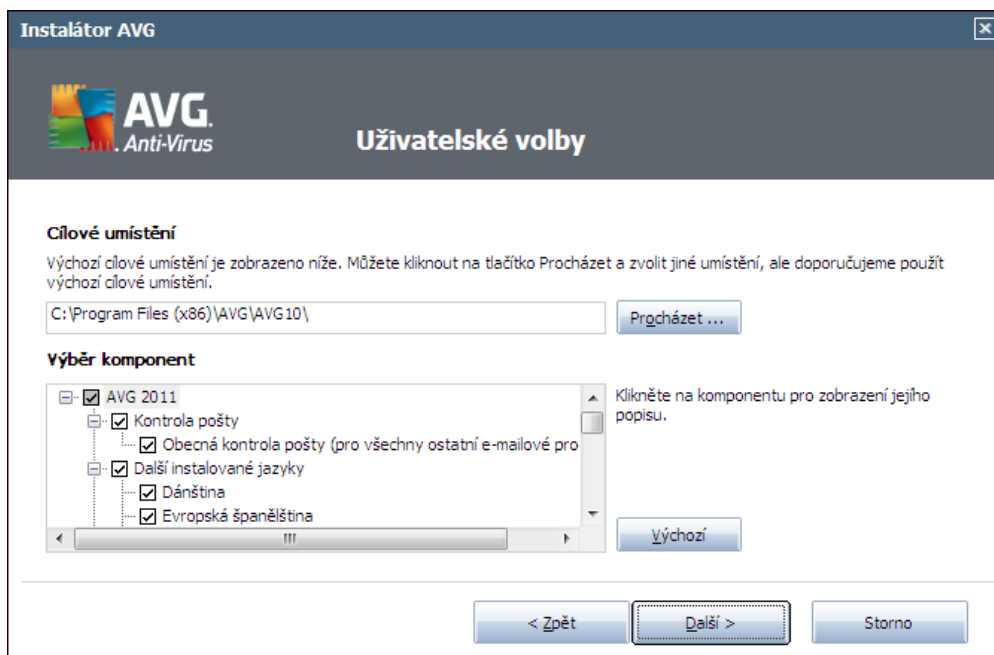 Instalátor AVG
AVG.
Anti-Virus
Uživatelské volby
Cílové umístění
Výchozí cílové umístění je zobrazeno níže. Můžete kliknout na tlačítko Procházet a zvolit jiné umístění, ale doporučujeme použít
výchozí cílové umístění.
C:\Program Files (x86)\AVG\AVG10\
Procházet ...
Výběr komponent
AVG 2011
Kontrola pošty
Obecná kontrola pošty (pro všechny ostatní e-mailové pro
Další instalované jazyky
Dánština
Evropská španělština
Klikněte na komponentu pro zobrazení jejího
popisu.
Výchozí
< Zpět
Další >
Storno